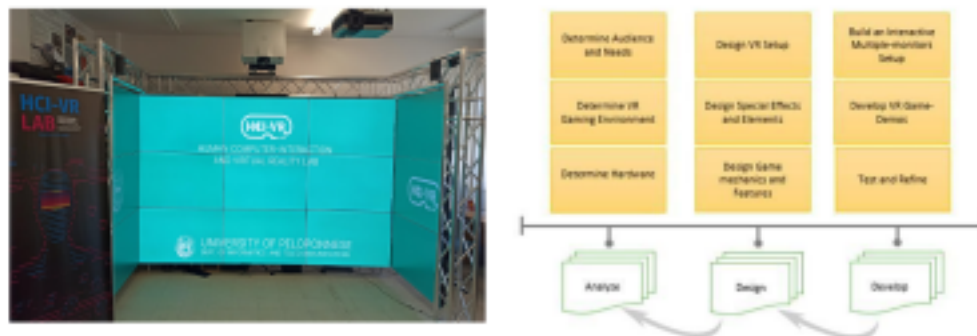 HCI-VR
LAB
HCI-VR
HUMAN COMPUTER INTERACTION
AND VIRTUAL REALITY LAB
HCI-VR
UNIVERSITY OF PELOPONNESE
Determine Audience
and Needs
Design VR Setup
Build an Interactive
Multiple-monitors
Setup
Determine VR
Gaming Environment
Design Special Effects
and Elements
Develop VR Game-
Demos
Determine Hardware
Design Game
mechanics and
Features
Test and Refine
Analyze
Design
Develop